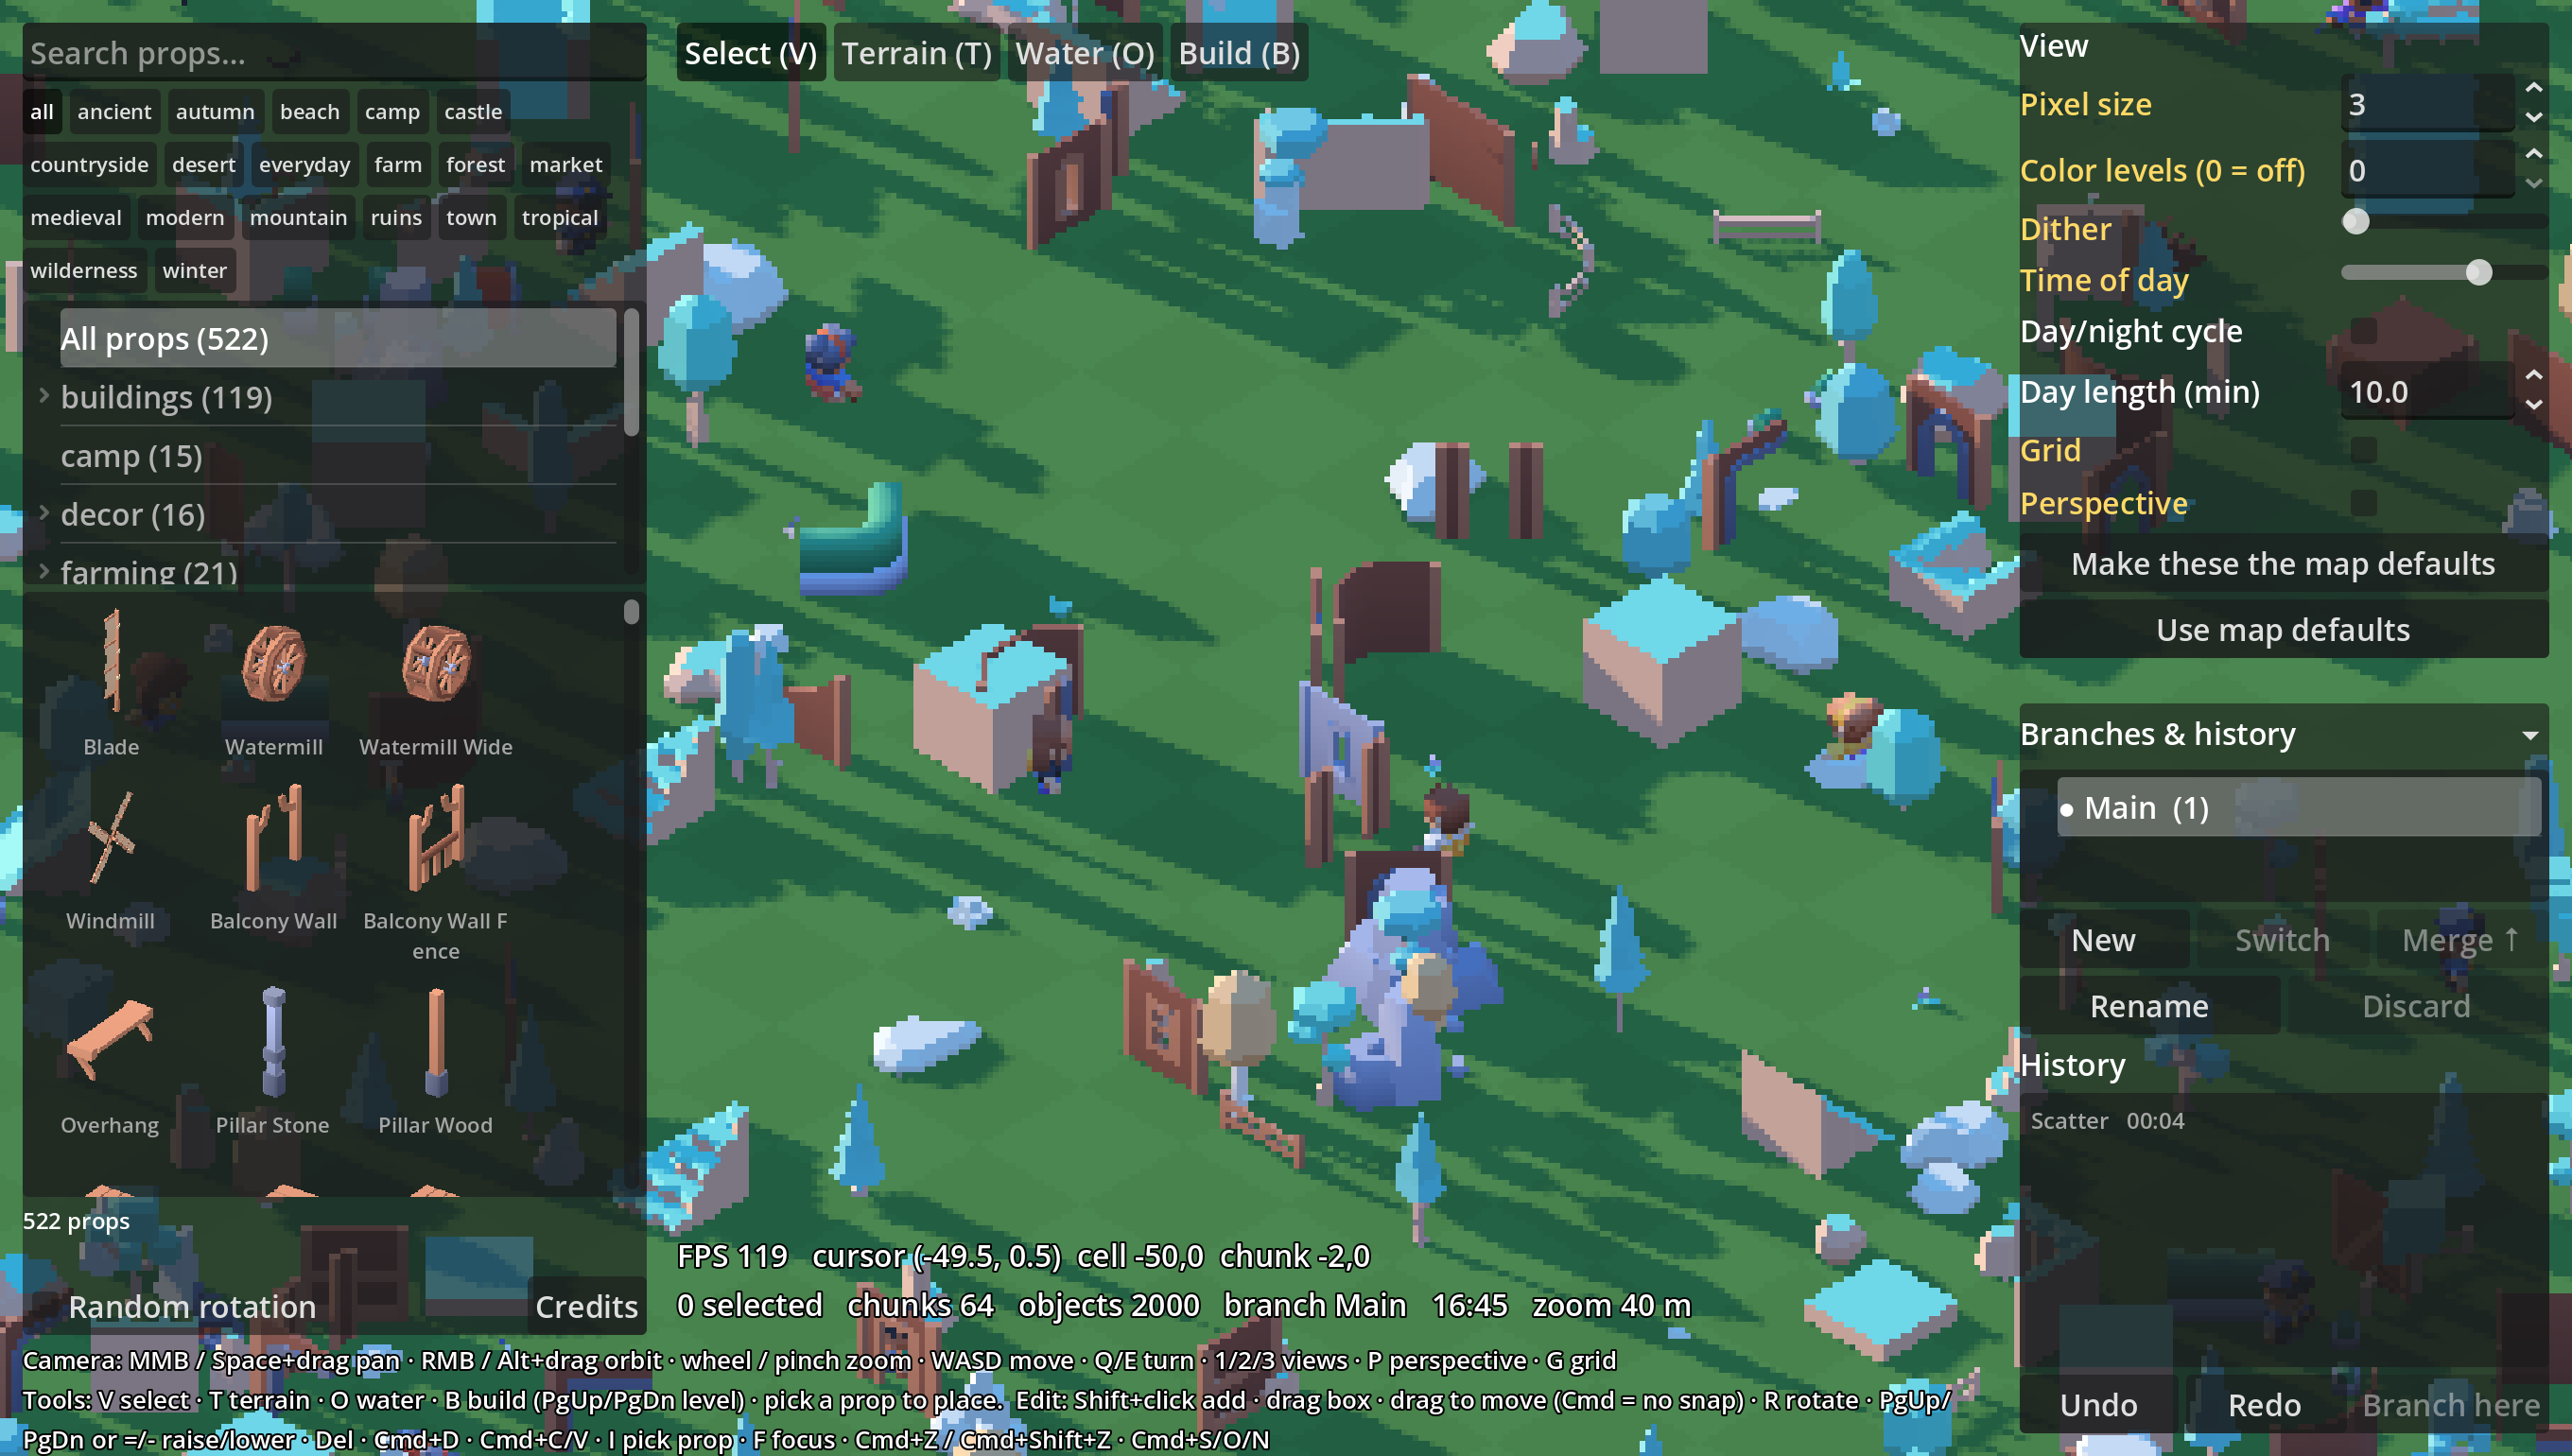 Search props...
all ancient autumn beach camp castle
countryside desert everyday farm forest market
medieval modern mountain ruins town tropical
wilderness winter
All props (522)
buildings (119)
camp (15)
decor (16)
farming (21)
Blade Watermill Watermill Wide
Windmill Balcony Wall Balcony Wall F
ence
Overhang Pillar Stone Pillar Wood
522 props
Random rotation Credits
Select (V) Terrain (T) Water (O) Build (B)
FPS 119 cursor (-49.5, 0.5) cell -50,0 chunk -2,0
0 selected chunks 64 objects 2000 branch Main 16:45 zoom 40 m
Camera: MMB / Space+drag pan · RMB / Alt+drag orbit · wheel / pinch zoom · WASD move · Q/E turn · 1/2/3 views · P perspective · G grid
Tools: V select · T terrain · O water · B build (PgUp/PgDn level) · pick a prop to place. Edit: Shift+click add · drag box · drag to move (Cmd = no snap) · R rotate · PgUp/
PgDn or =/- raise/lower · Del · Cmd+D · Cmd+C/V · I pick prop · F focus · Cmd+Z / Cmd+Shift+Z · Cmd+S/O/N
View
Pixel size 3
Color levels (0 = off) 0
Dither
Time of day
Day/night cycle
Day length (min) 10.0
Grid
Perspective
Make these the map defaults
Use map defaults
Branches & history
● Main (1)
New Switch Merge ↑
Rename Discard
History
Scatter 00:04
Undo Redo Branch here